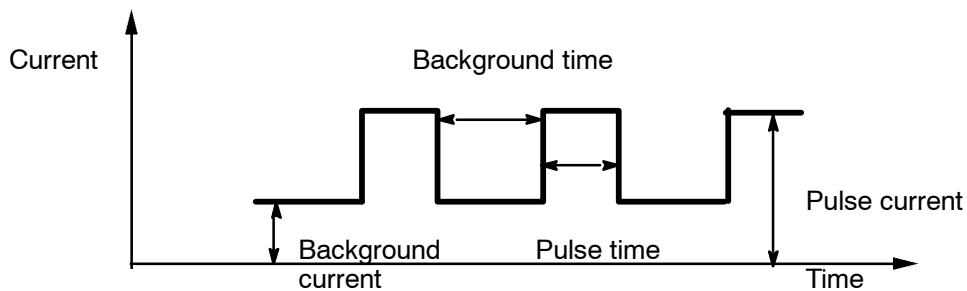 Current
Background time
Pulse current
Background
current
Pulse time
Time